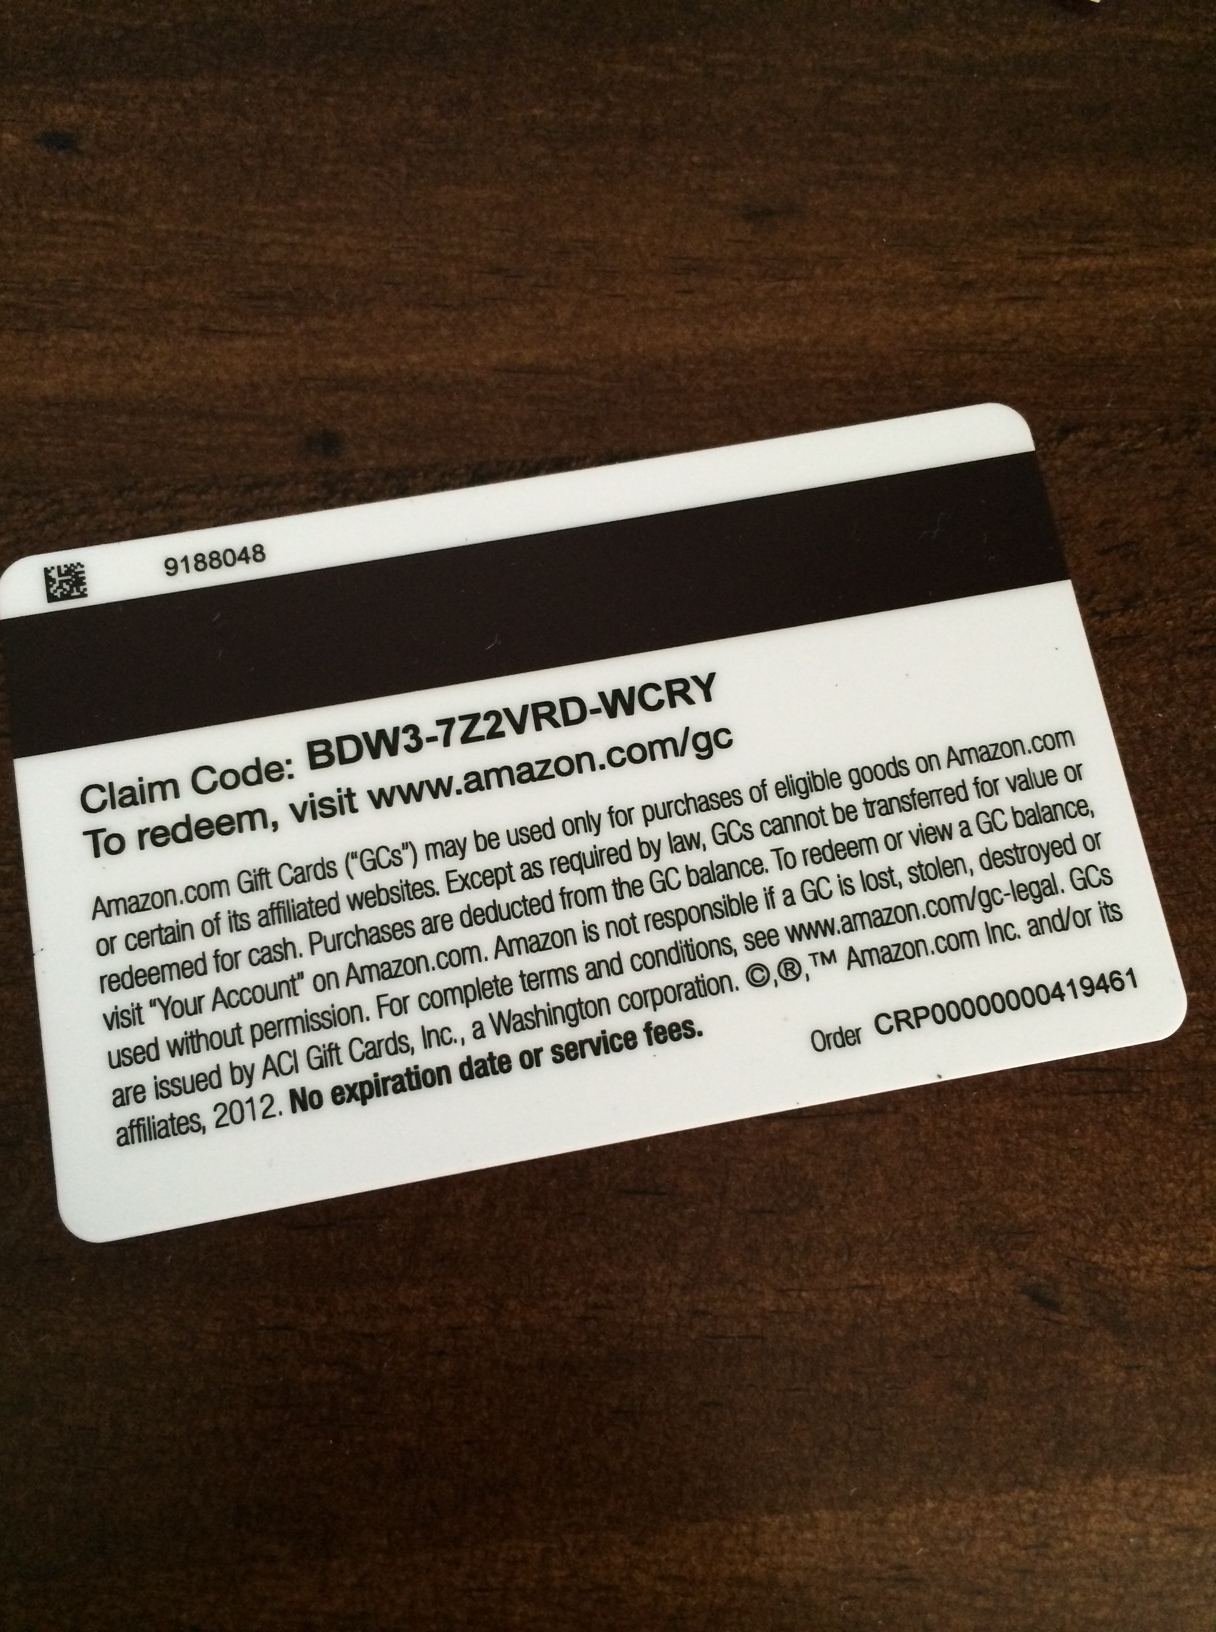 9188048
Claim Code: BDW3-7Z2VRD-WCRY
To redeem, visit www.amazon.com/gc
Amazon.com Gift Cards ("GCs") may be used only for purchases of eligible goods on Amazon.com
or certain of its affiliated websites. Except as required by law, GCs cannot be transferred for value or
redeemed for cash. Purchases are deducted from the GC balance. To redeem or view a GC balance,
visit "Your Account" on Amazon.com. Amazon is not responsible if a GC is lost, stolen, destroyed or
used without permission. For complete terms and conditions, see www.amazon.com/gc-legal. GCs
are issued by ACI Gift Cards, Inc., a Washington corporation. ©,®,™ Amazon.com Inc. and/or its
affiliates, 2012. No expiration date or service fees.
Order CRP00000000419461